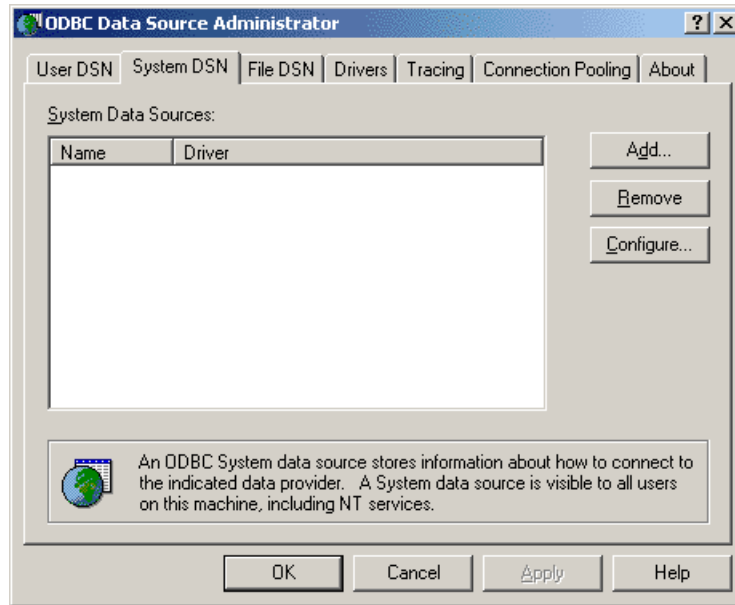 ODBC Data Source Administrator
User DSN System DSN File DSN Drivers Tracing Connection Pooling About
System Data Sources:
Name Driver
Add...
Remove
Configure...
An ODBC System data source stores information about how to connect to
the indicated data provider. A System data source is visible to all users
on this machine, including NT services.
OK Cancel Apply Help